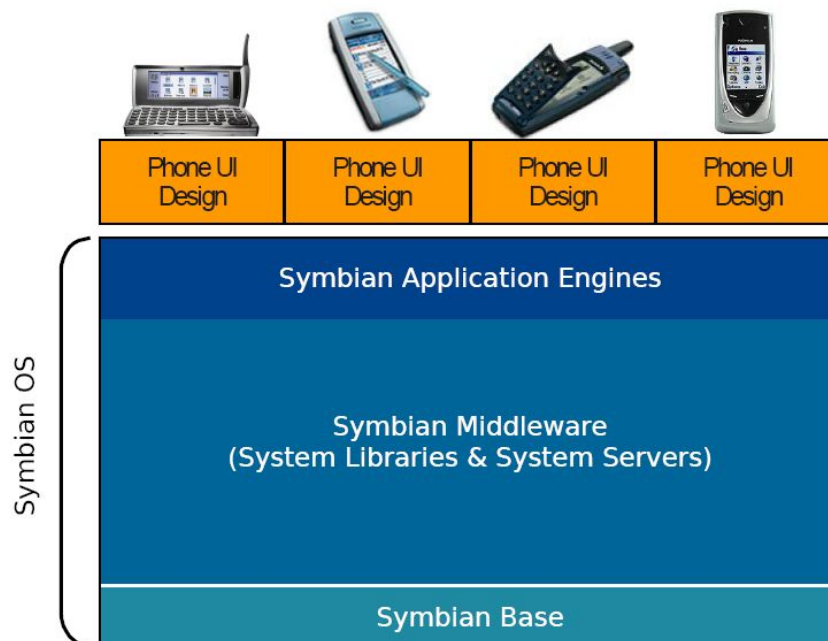 Phone UI
Design
Phone UI
Design
Phone UI
Design
Phone UI
Design
Symbian OS
Symbian Application Engines
Symbian Middleware
(System Libraries & System Servers)
Symbian Base